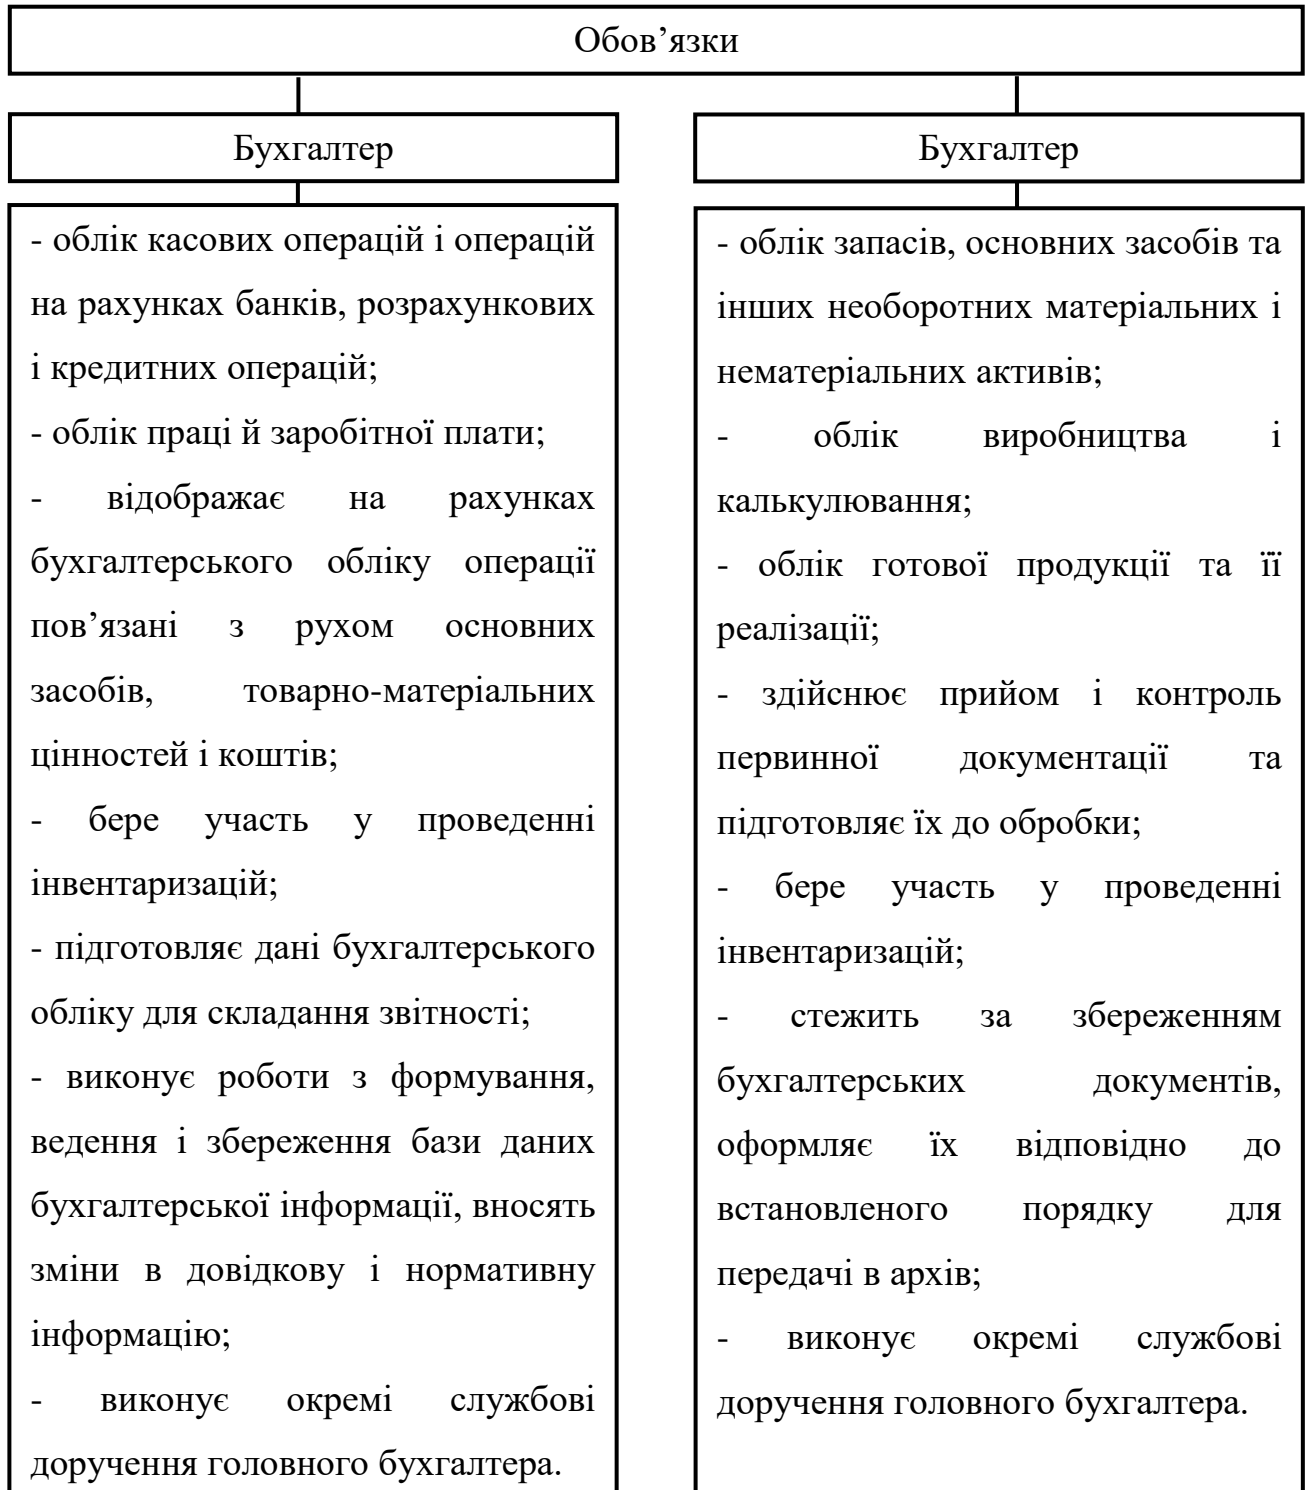 Обов’язки
Бухгалтер
- облік касових операцій і операцій
на рахунках банків, розрахункових
і кредитних операцій;
- облік праці й заробітної плати;
- відображає на рахунках
бухгалтерського обліку операції
пов’язані з рухом основних
засобів, товарно-матеріальних
цінностей і коштів;
- бере участь у проведенні
інвентаризацій;
- підготовляє дані бухгалтерського
обліку для складання звітності;
- виконує роботи з формування,
ведення і збереження бази даних
бухгалтерської інформації, вносять
зміни в довідкову і нормативну
інформацію;
- виконує окремі службові
доручення головного бухгалтера.
Бухгалтер
- облік запасів, основних засобів та
інших необоротних матеріальних і
нематеріальних активів;
- облік виробництва і
калькулювання;
- облік готової продукції та її
реалізації;
- здійснює прийом і контроль
первинної документації та
підготовляє їх до обробки;
- бере участь у проведенні
інвентаризацій;
- стежить за збереженням
бухгалтерських документів,
оформляє їх відповідно до
встановленого порядку для
передачі в архів;
- виконує окремі службові
доручення головного бухгалтера.